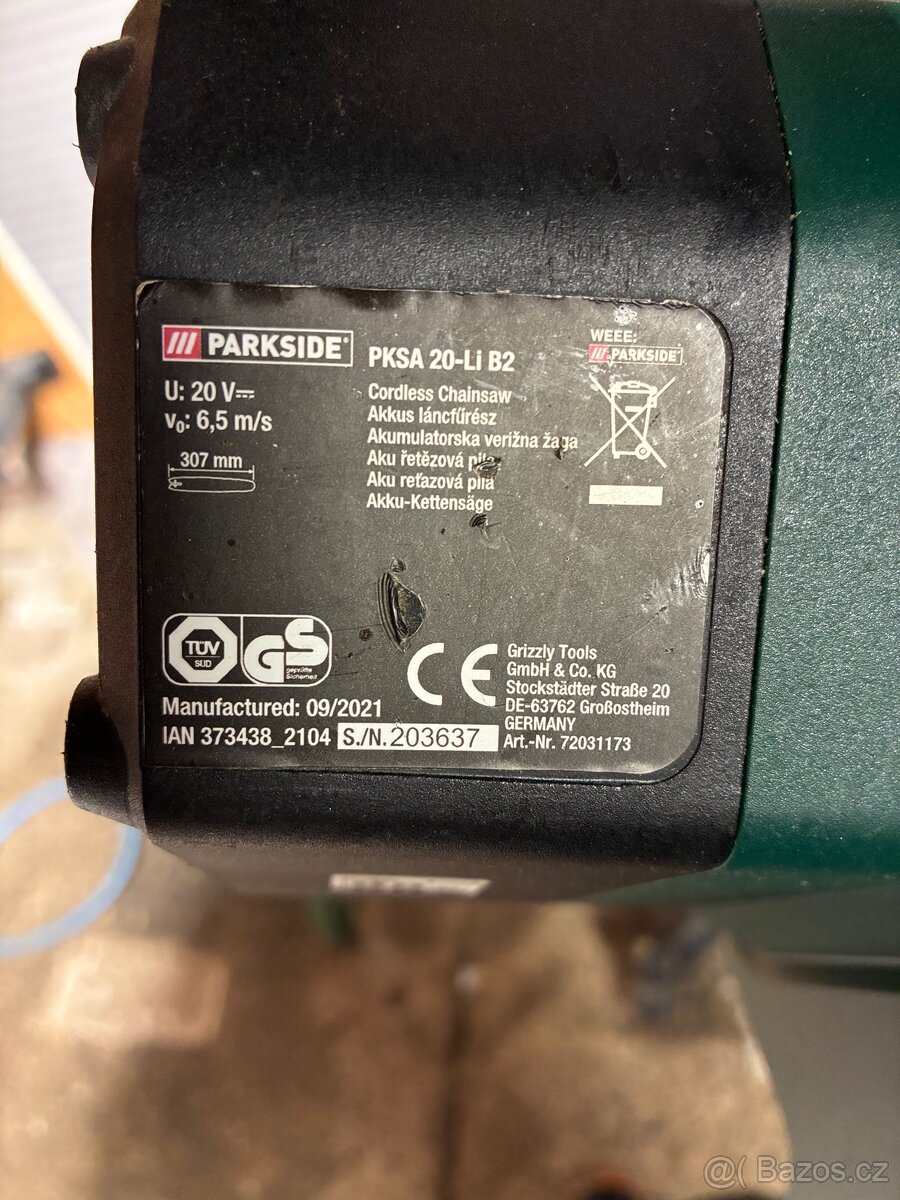 /// PARKSIDE®
PKSA 20-Li B2
WEEE:
/// PARKSIDE®
U: 20 V⎓
v₀: 6,5 m/s
307 mm
Cordless Chainsaw
Akkus láncfűrész
Akumulatorska verižna žaga
Aku řetězová pila
Aku reťazová píla
Akku-Kettensäge
TÜV
SÜD
GS
geprüfte
Sicherheit
CE
Grizzly Tools
GmbH & Co. KG
Stockstädter Straße 20
DE-63762 Großostheim
GERMANY
Art.-Nr. 72031173
Manufactured: 09/2021
IAN 373438_2104 S./N. 203637
@( Bazos.cz